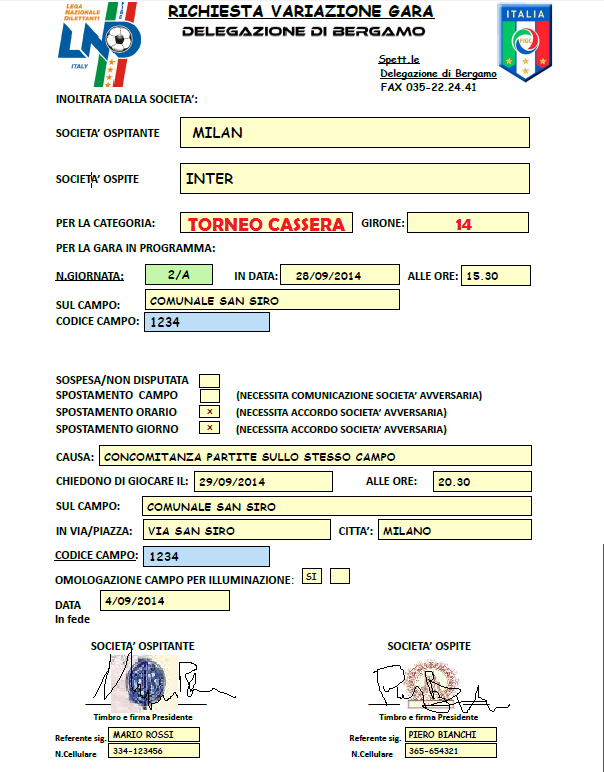 LEGA
NAZIONALE
DILETTANTI
FIGC
LND
ITALY
RICHIESTA VARIAZIONE GARA
DELEGAZIONE DI BERGAMO
ITALIA
FIGC
Spett.le
Delegazione di Bergamo
FAX 035-22.24.41
INOLTRATA DALLA SOCIETA':
SOCIETA' OSPITANTE MILAN
SOCIETA' OSPITE INTER
PER LA CATEGORIA: TORNEO CASSERA GIRONE: 14
PER LA GARA IN PROGRAMMA:
N.GIORNATA: 2/A IN DATA: 28/09/2014 ALLE ORE: 15.30
SUL CAMPO: COMUNALE SAN SIRO
CODICE CAMPO: 1234
SOSPESA/NON DISPUTATA
SPOSTAMENTO CAMPO (NECESSITA COMUNICAZIONE SOCIETA' AVVERSARIA)
SPOSTAMENTO ORARIO x (NECESSITA ACCORDO SOCIETA' AVVERSARIA)
SPOSTAMENTO GIORNO x (NECESSITA ACCORDO SOCIETA' AVVERSARIA)
CAUSA: CONCOMITANZA PARTITE SULLO STESSO CAMPO
CHIEDONO DI GIOCARE IL: 29/09/2014 ALLE ORE: 20.30
SUL CAMPO: COMUNALE SAN SIRO
IN VIA/PIAZZA: VIA SAN SIRO CITTA': MILANO
CODICE CAMPO: 1234
OMOLOGAZIONE CAMPO PER ILLUMINAZIONE: SI
DATA 4/09/2014
In fede
SOCIETA' OSPITANTE SOCIETA' OSPITE
Timbro e firma Presidente Timbro e firma Presidente
Referente sig. MARIO ROSSI Referente sig. PIERO BIANCHI
N.Cellulare 334-123456 N.Cellulare 365-654321